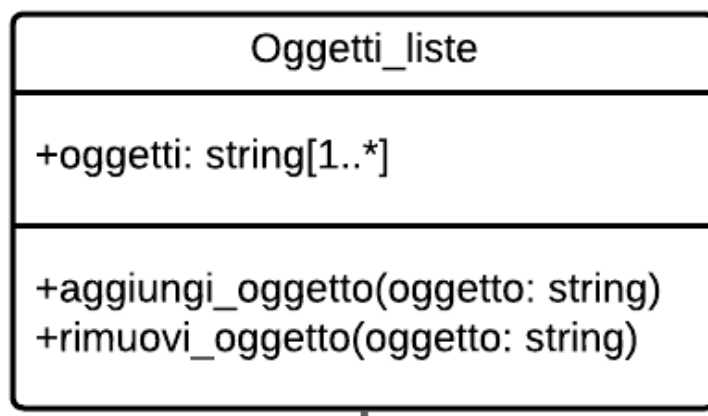 Oggetti_liste
+oggetti: string[1..*]
+aggiungi_oggetto(oggetto: string)
+rimuovi_oggetto(oggetto: string)